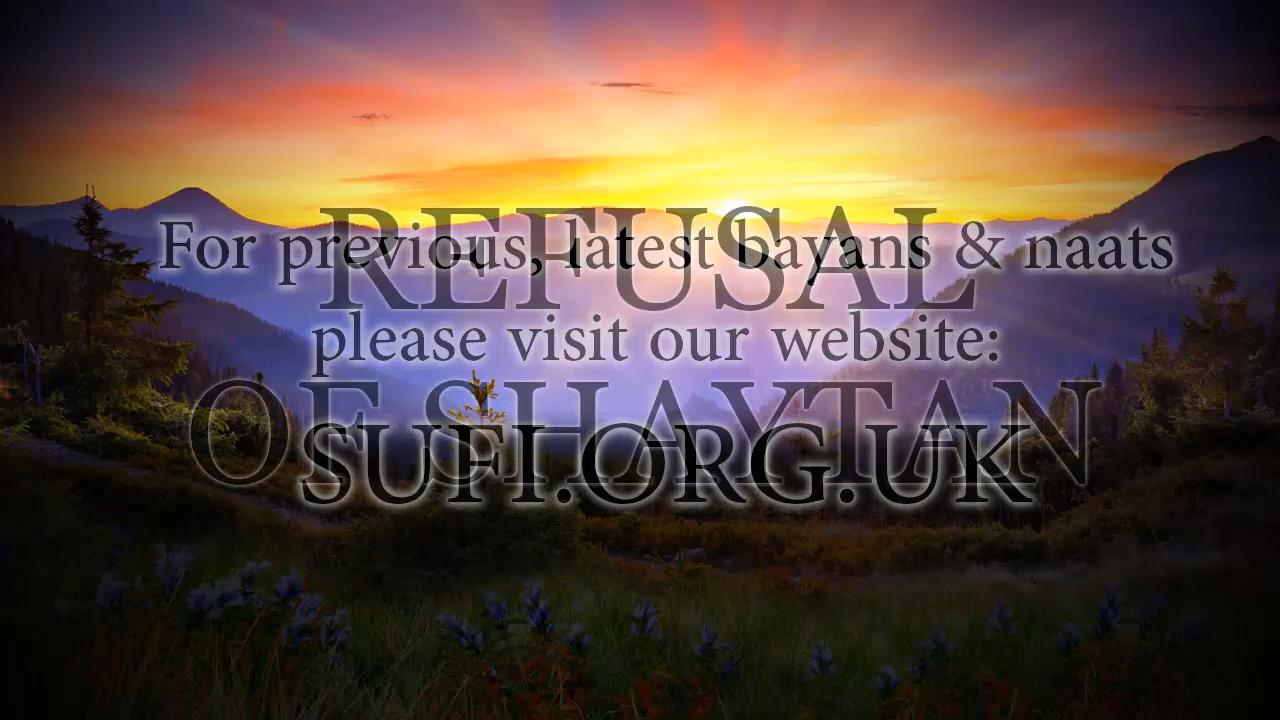 REFUSAL
OF SHAYTAN
For previous, latest bayans & naats
please visit our website:
SUFI.ORG.UK